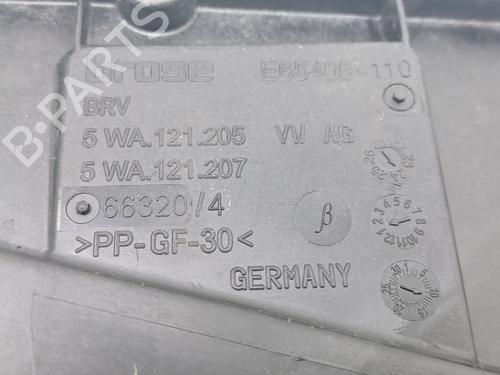 brose E65405-110
BRV
5 WA.121.205 VW AG
5 WA.121.207
66320/4 β
>PP-GF-30<
GERMANY
B-PARTS